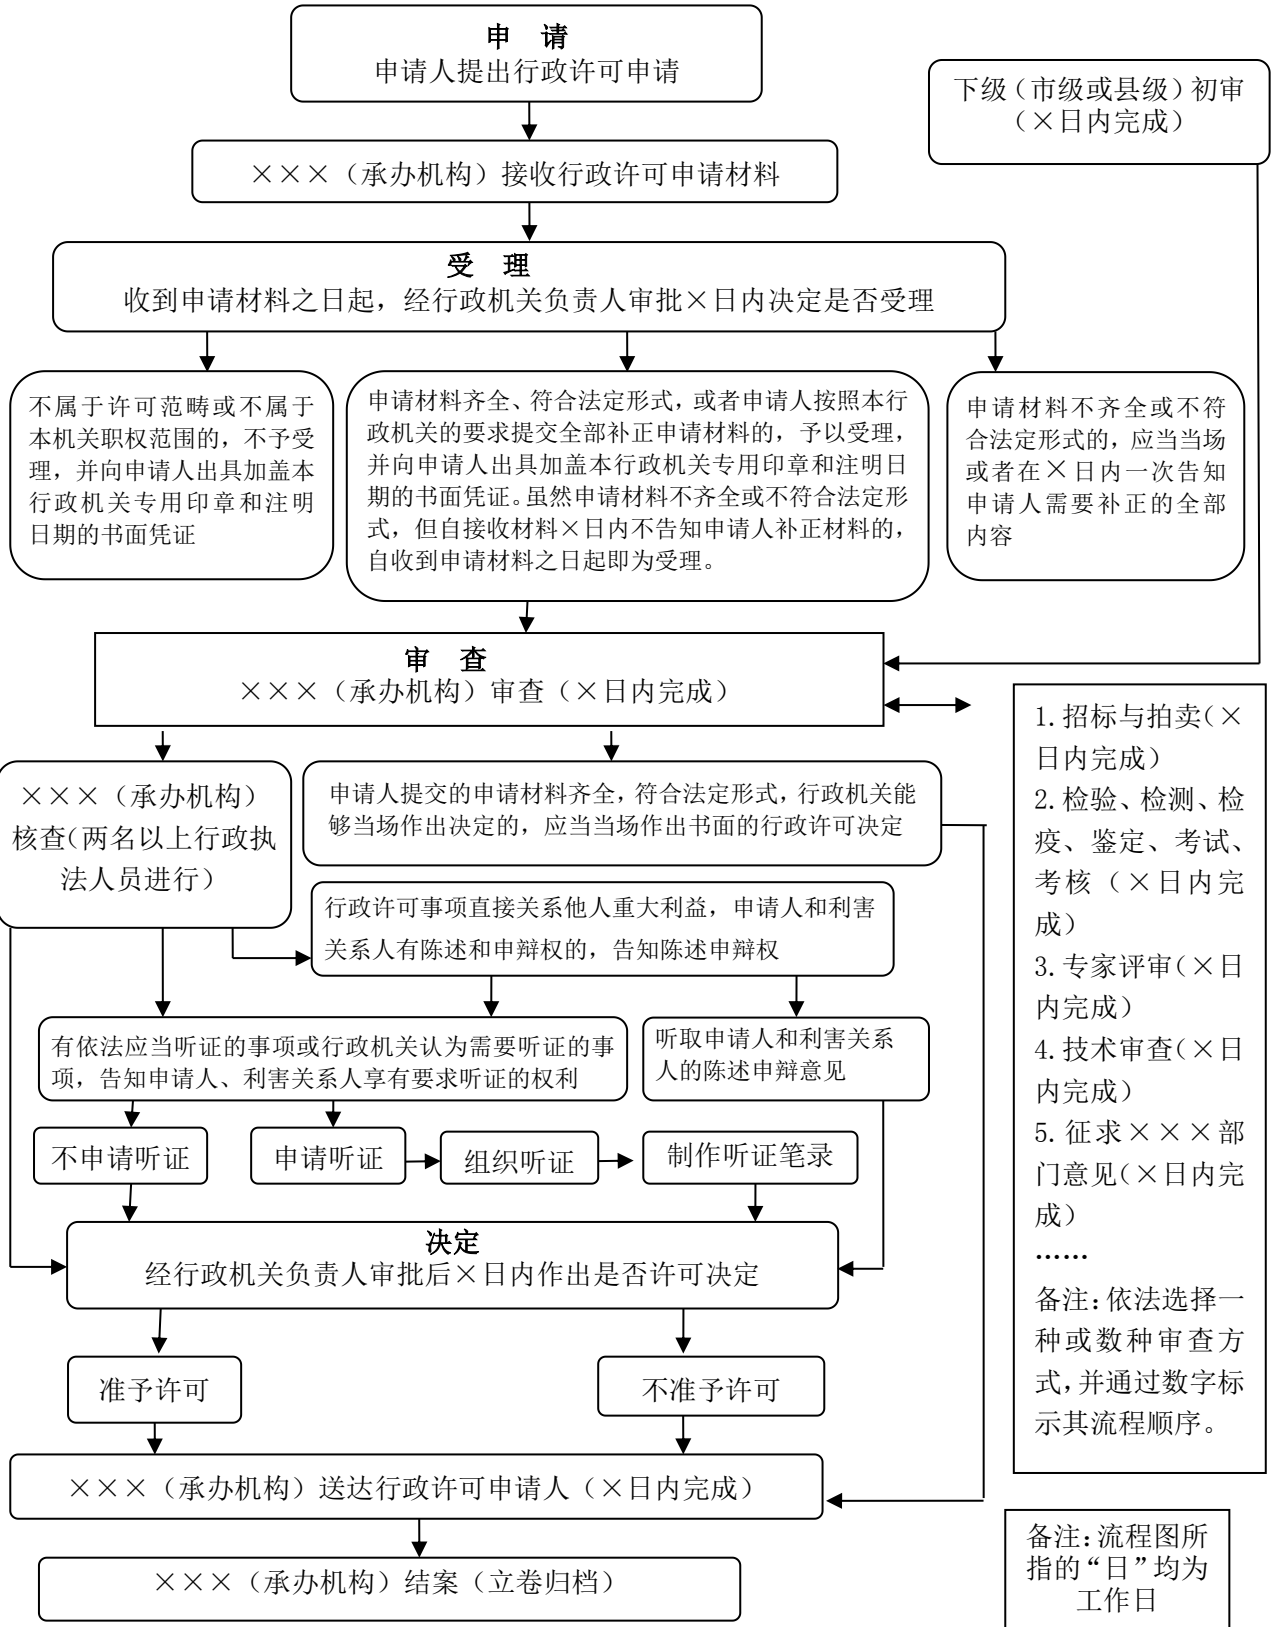 申　请
申请人提出行政许可申请
下级（市级或县级）初审
（×日内完成）
×××（承办机构）接收行政许可申请材料
受　理
收到申请材料之日起，经行政机关负责人审批×日内决定是否受理
不属于许可范畴或不属于
本机关职权范围的，不予受
理，并向申请人出具加盖本
行政机关专用印章和注明
日期的书面凭证
申请材料齐全、符合法定形式，或者申请人按照本行
政机关的要求提交全部补正申请材料的，予以受理，
并向申请人出具加盖本行政机关专用印章和注明日
期的书面凭证。虽然申请材料不齐全或不符合法定形
式，但自接收材料×日内不告知申请人补正材料的，
自收到申请材料之日起即为受理。
申请材料不齐全或不符
合法定形式的，应当当场
或者在×日内一次告知
申请人需要补正的全部
内容
审　查
×××（承办机构）审查（×日内完成）
×××（承办机构）
核查（两名以上行政执
法人员进行）
申请人提交的申请材料齐全，符合法定形式，行政机关能
够当场作出决定的，应当当场作出书面的行政许可决定
行政许可事项直接关系他人重大利益，申请人和利害
关系人有陈述和申辩权的，告知陈述申辩权
有依法应当听证的事项或行政机关认为需要听证的事
项，告知申请人、利害关系人享有要求听证的权利
听取申请人和利害关系
人的陈述申辩意见
不申请听证
申请听证
组织听证
制作听证笔录
决定
经行政机关负责人审批后×日内作出是否许可决定
准予许可
不准予许可
×××（承办机构）送达行政许可申请人（×日内完成）
×××（承办机构）结案（立卷归档）
1.招标与拍卖（×
日内完成）
2.检验、检测、检
疫、鉴定、考试、
考核（×日内完
成）
3.专家评审（×日
内完成）
4.技术审查（×日
内完成）
5.征求×××部
门意见（×日内完
成）
……
备注：依法选择一
种或数种审查方
式，并通过数字标
示其流程顺序。
备注：流程图所
指的“日”均为
工作日